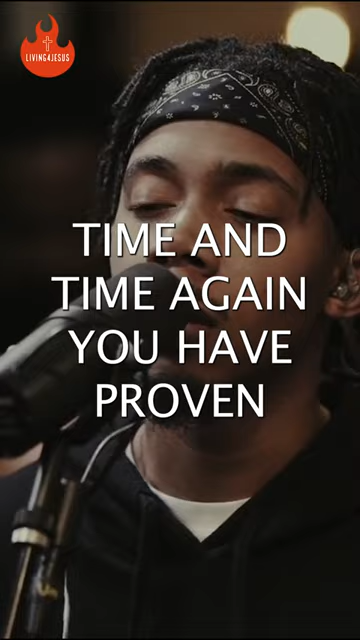 LIVING4JESUS
TIME AND
TIME AGAIN
YOU HAVE
PROVEN